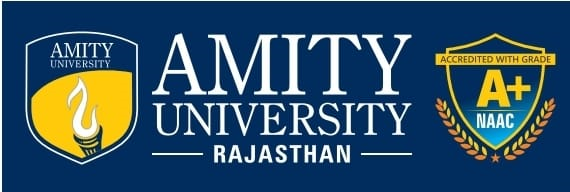 AMITY
UNIVERSITY
AMITY
UNIVERSITY
RAJASTHAN
ACCREDITED WITH GRADE
A+
NAAC